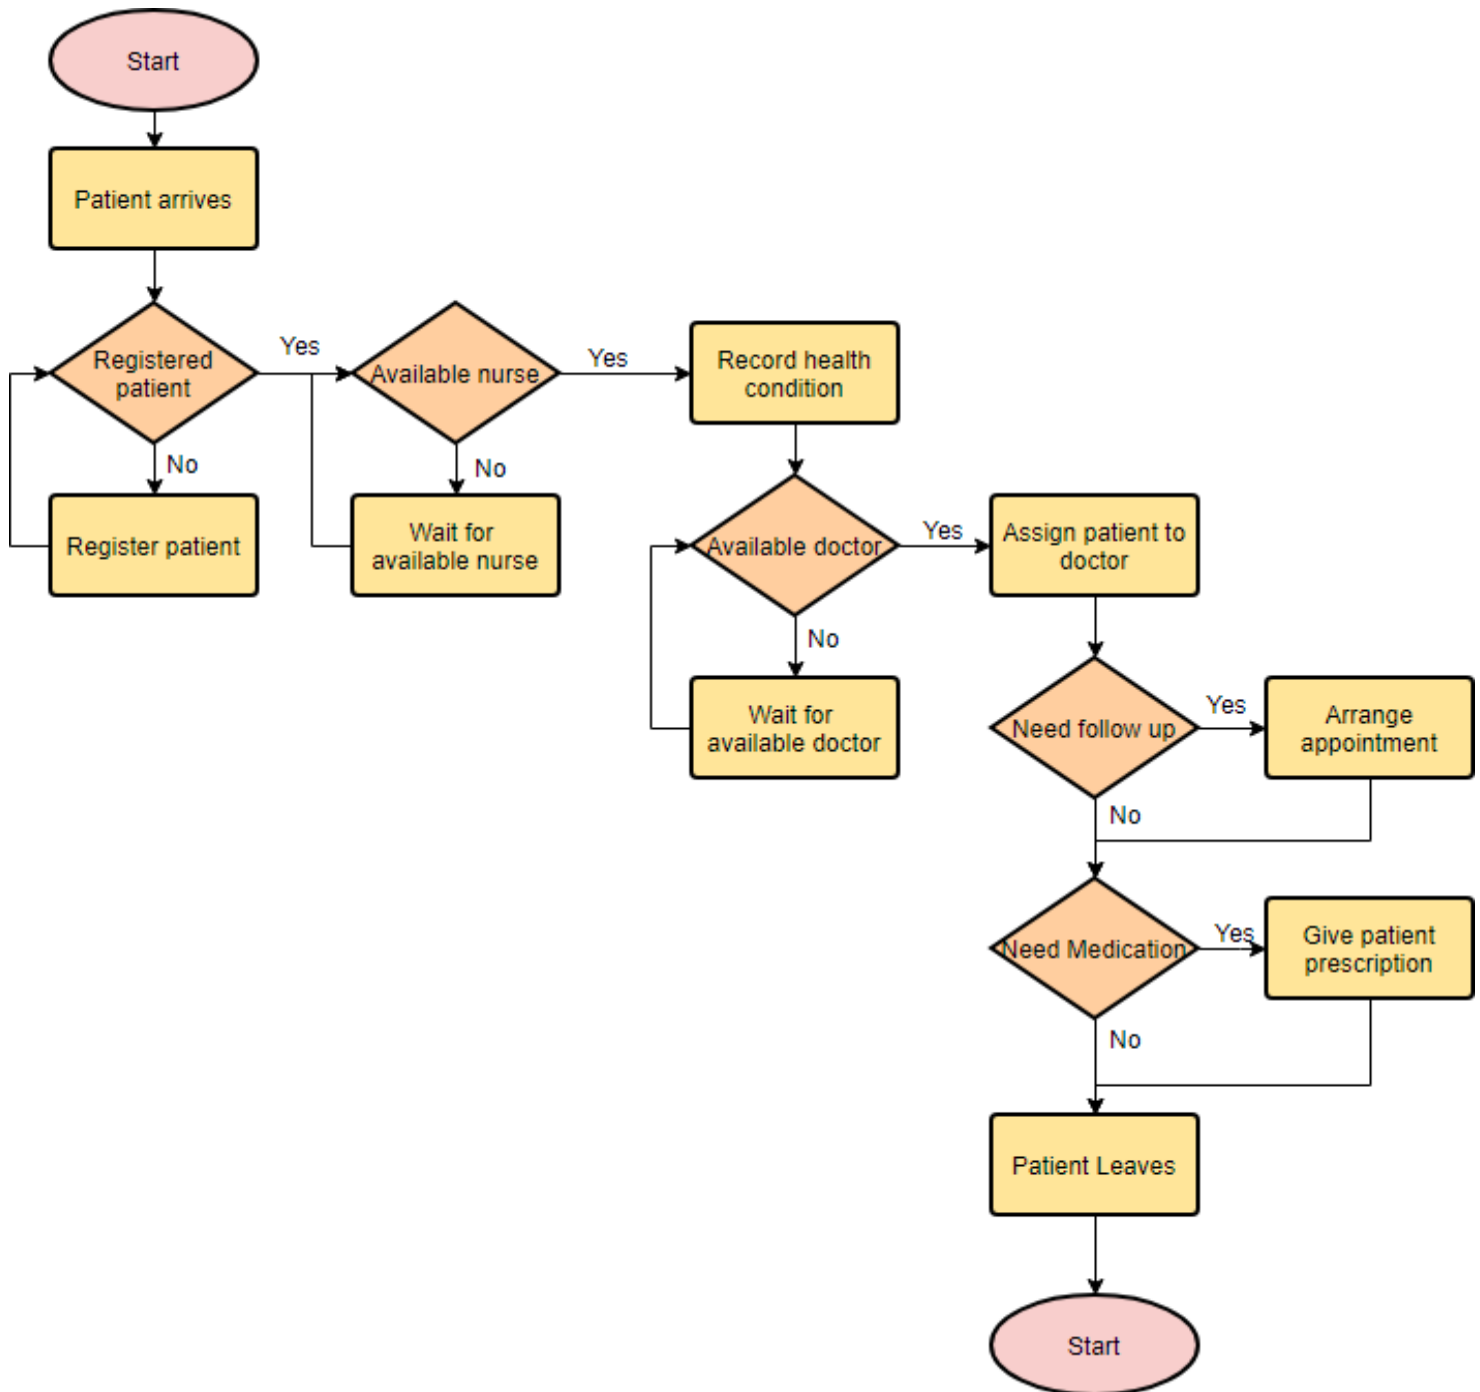 Start
Patient arrives
Registered
patient
Yes
No
Register patient
Available nurse
Yes
No
Wait for
available nurse
Record health
condition
Available doctor
Yes
No
Wait for
available doctor
Assign patient to
doctor
Need follow up
Yes
Arrange
appointment
No
Need Medication
Yes
Give patient
prescription
No
Patient Leaves
Start